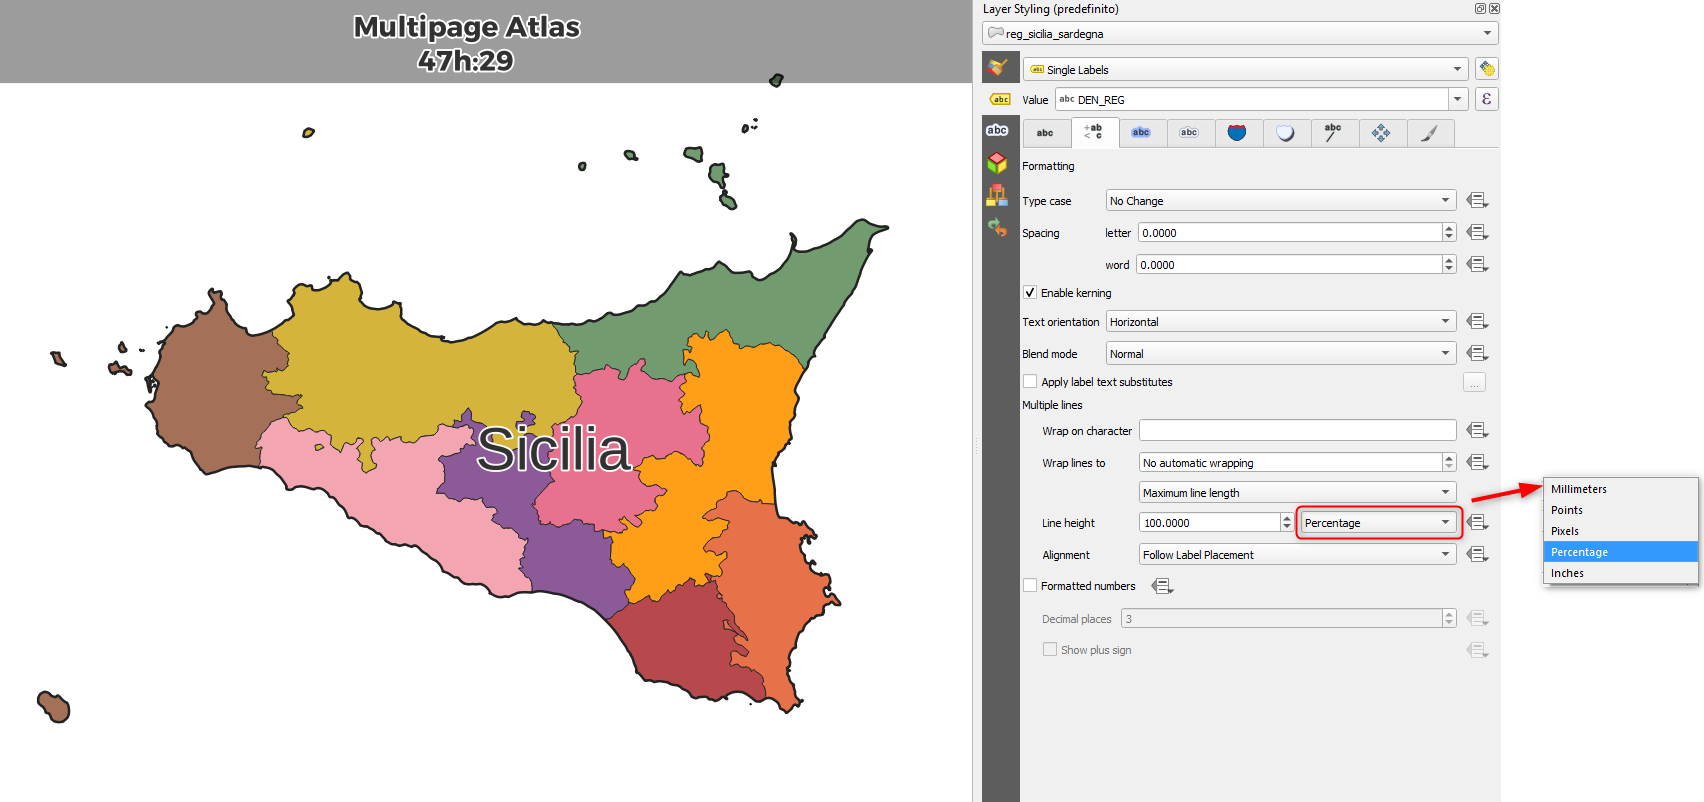 Multipage Atlas
47h:29
Sicilia
Layer Styling (predefinito)
reg_sicilia_sardegna
abc Single Labels
abc Value abc DEN_REG ε
abc abc +ab < c abc abc abc
Formatting
Type case No Change
Spacing letter 0.0000
word 0.0000
Enable kerning
Text orientation Horizontal
Blend mode Normal
Apply label text substitutes ...
Multiple lines
Wrap on character
Wrap lines to No automatic wrapping
Maximum line length
Line height 100.0000 Percentage
Alignment Follow Label Placement
Formatted numbers
Decimal places 3
Show plus sign
Millimeters
Points
Pixels
Percentage
Inches